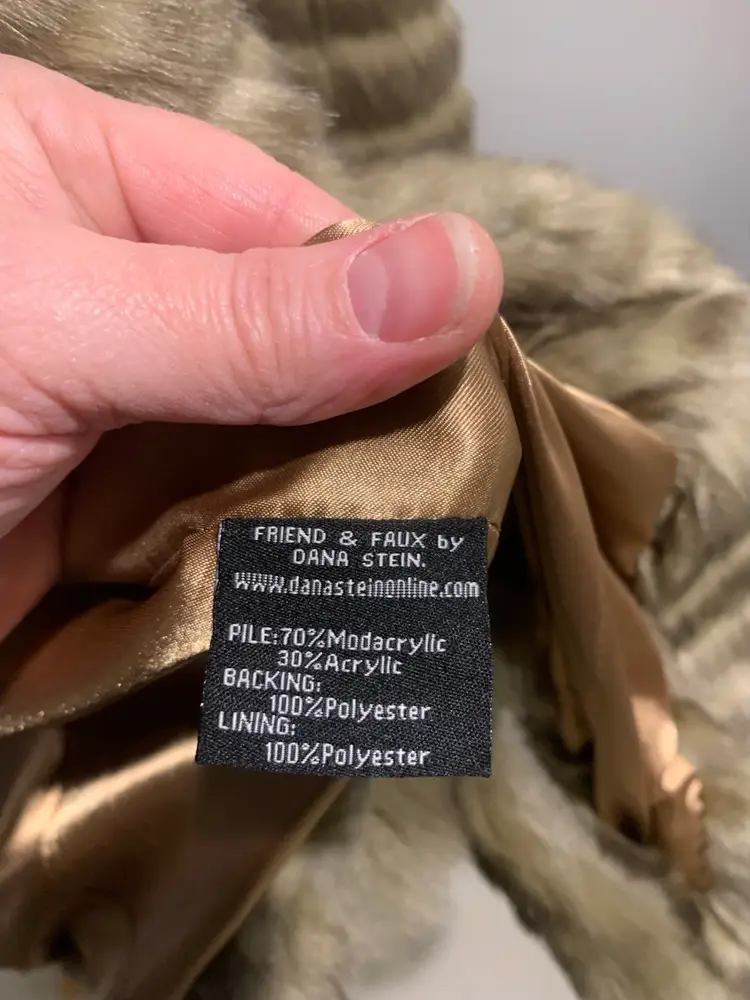 FRIEND & FAUX by
DANA STEIN.
www.danasteinonline.com
PILE:70%Modacrylic
30%Acrylic
BACKING:
100%Polyester
LINING:
100%Polyester